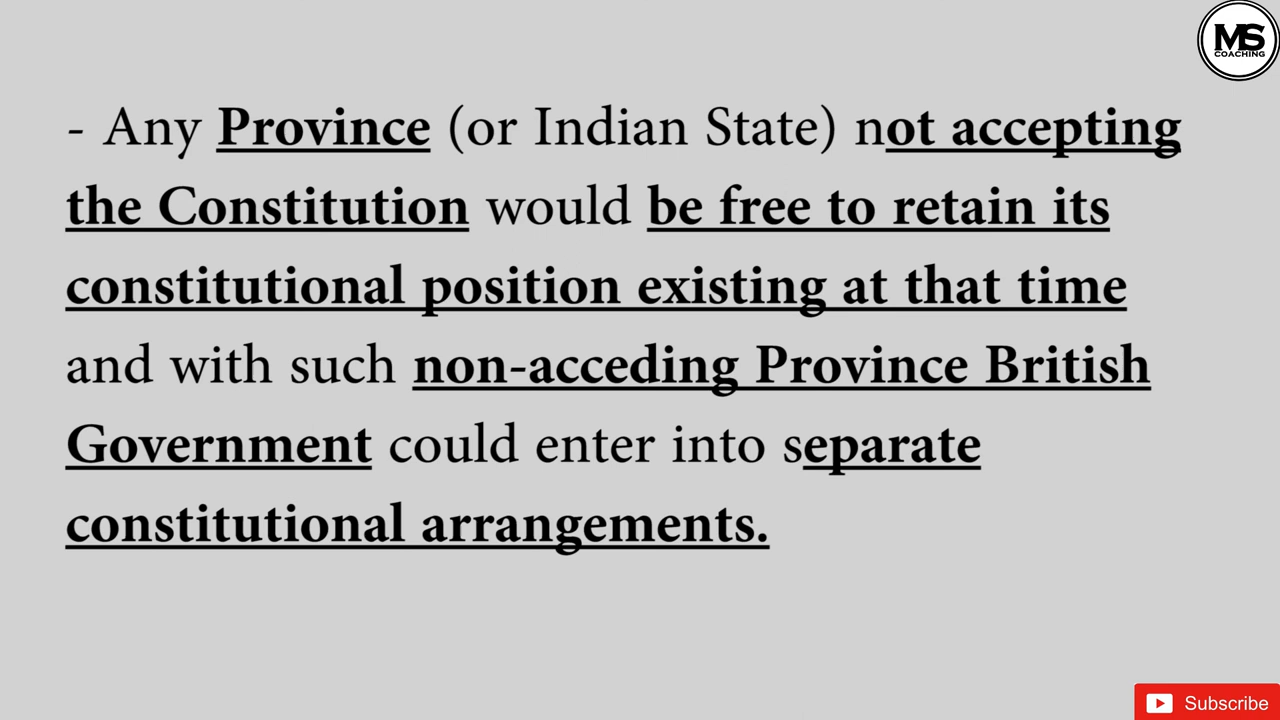 MS
COACHING
- Any Province (or Indian State) not accepting
the Constitution would be free to retain its
constitutional position existing at that time
and with such non-acceding Province British
Government could enter into separate
constitutional arrangements.
Subscribe